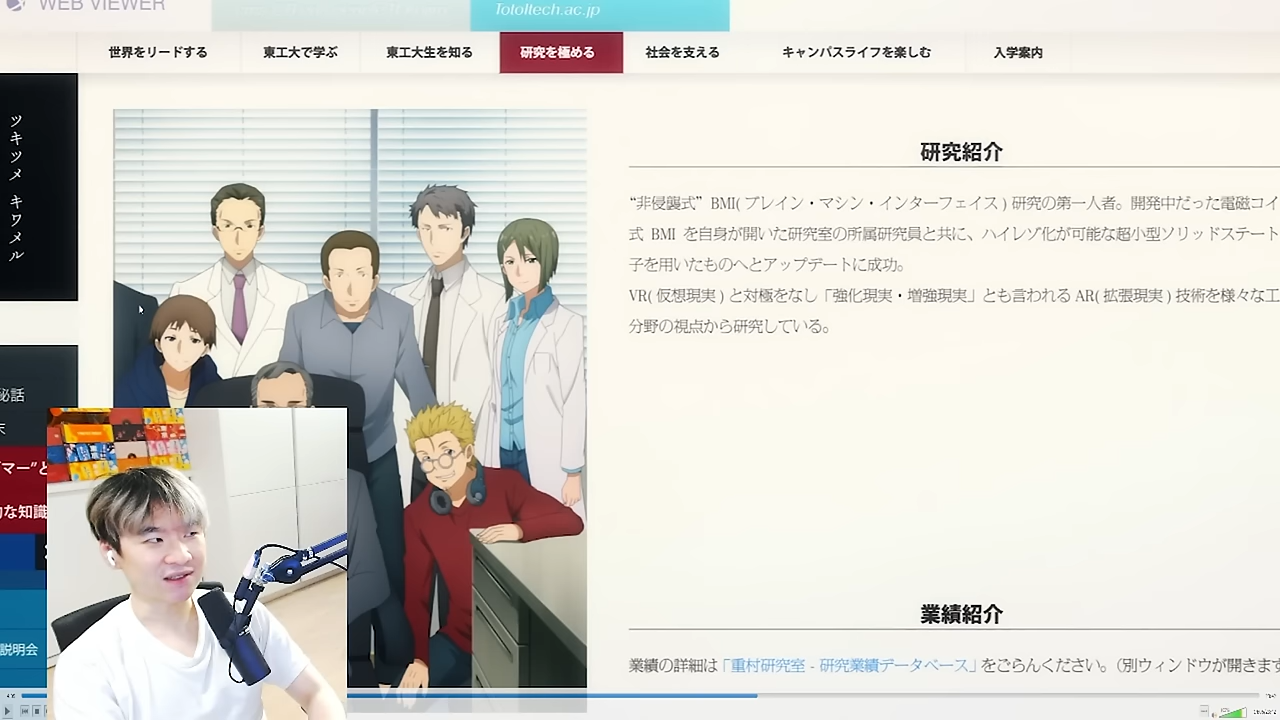 WEB VIEWER
Totoltech.ac.jp
世界をリードする
東工大で学ぶ
東工大生を知る
研究を極める
社会を支える
キャンパスライフを楽しむ
入学案内
ツキツメ キワメル
研究紹介
“非侵襲式”BMI(ブレイン・マシン・インターフェイス)研究の第一人者。開発中だった電磁コイ
式 BMI を自身が開いた研究室の所属研究員と共に、ハイレゾ化が可能な超小型ソリッドステート
子を用いたものへとアップデートに成功。
VR(仮想現実)と対極をなし「強化現実・増強現実」とも言われるAR(拡張現実)技術を様々な工
分野の視点から研究している。
秘話
末
マー”と
な知識
説明会
業績紹介
業績の詳細は「重村研究室 - 研究業績データベース」をごらんください。(別ウィンドウが開きます